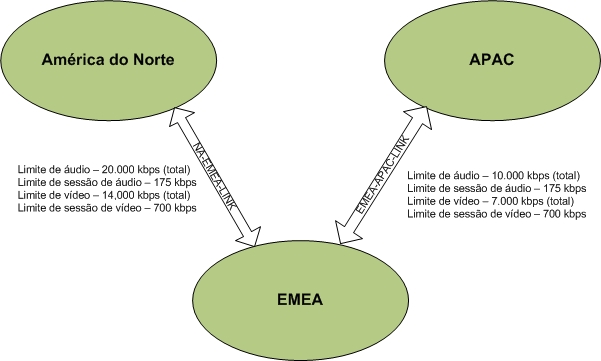 América do Norte
APAC
NA-EMEA-LINK
EMEA-APAC-LINK
Limite de áudio – 20.000 kbps (total)
Limite de sessão de áudio – 175 kbps
Limite de vídeo – 14,000 kbps (total)
Limite de sessão de vídeo – 700 kbps
Limite de áudio – 10.000 kbps (total)
Limite de sessão de áudio – 175 kbps
Limite de vídeo – 7.000 kbps (total)
Limite de sessão de vídeo – 700 kbps
EMEA